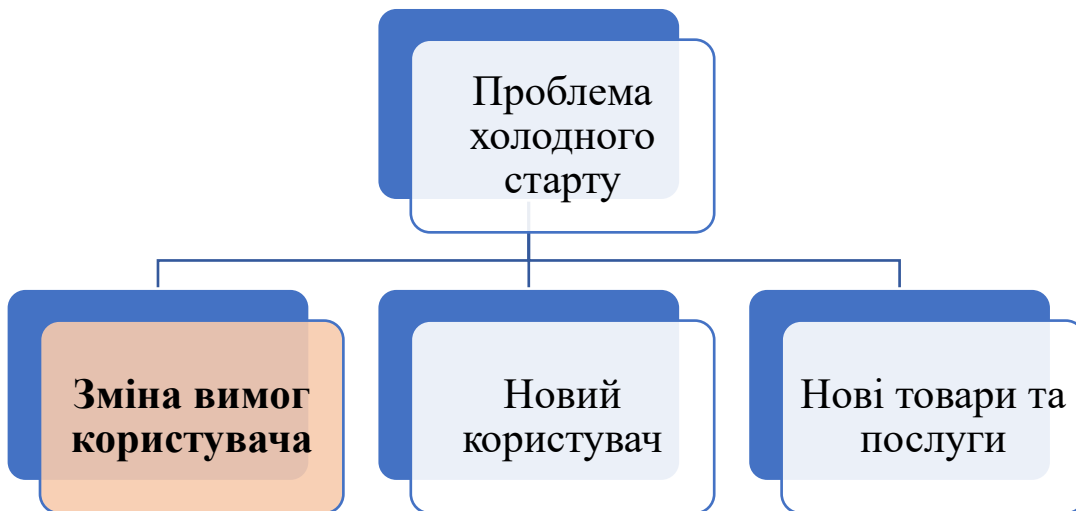 Проблема
холодного
старту
Зміна вимог
користувача
Новий
користувач
Нові товари та
послуги